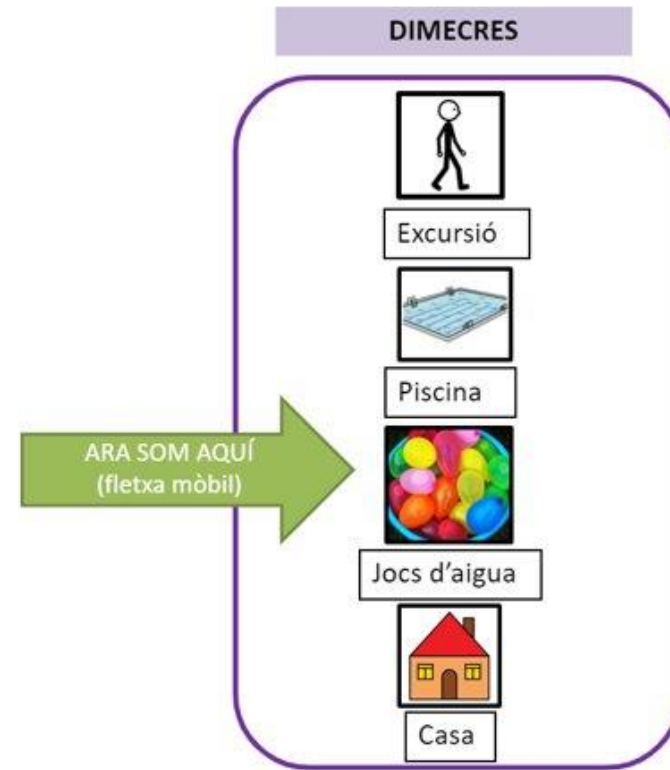 DIMECRES
Excursió
Piscina
ARA SOM AQUÍ
(fletxa mòbil)
Jocs d'aigua
Casa